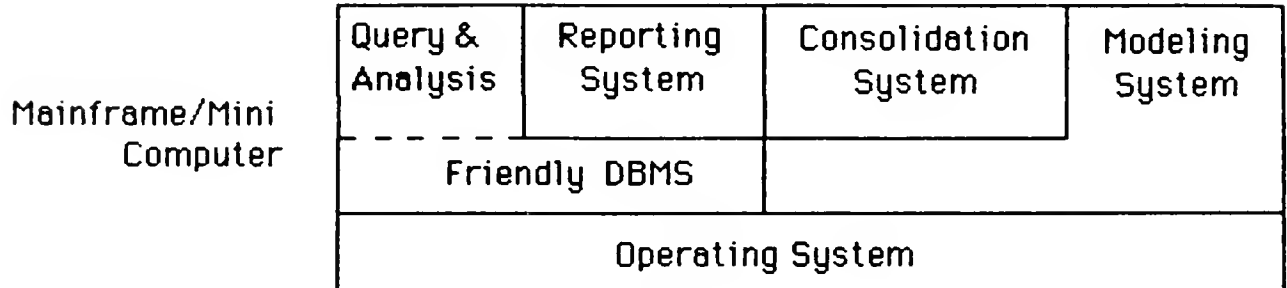 Query &
Analysis
Reporting
System
Consolidation
System
Modeling
System
Mainframe/Mini
Computer
Friendly DBMS
Operating System